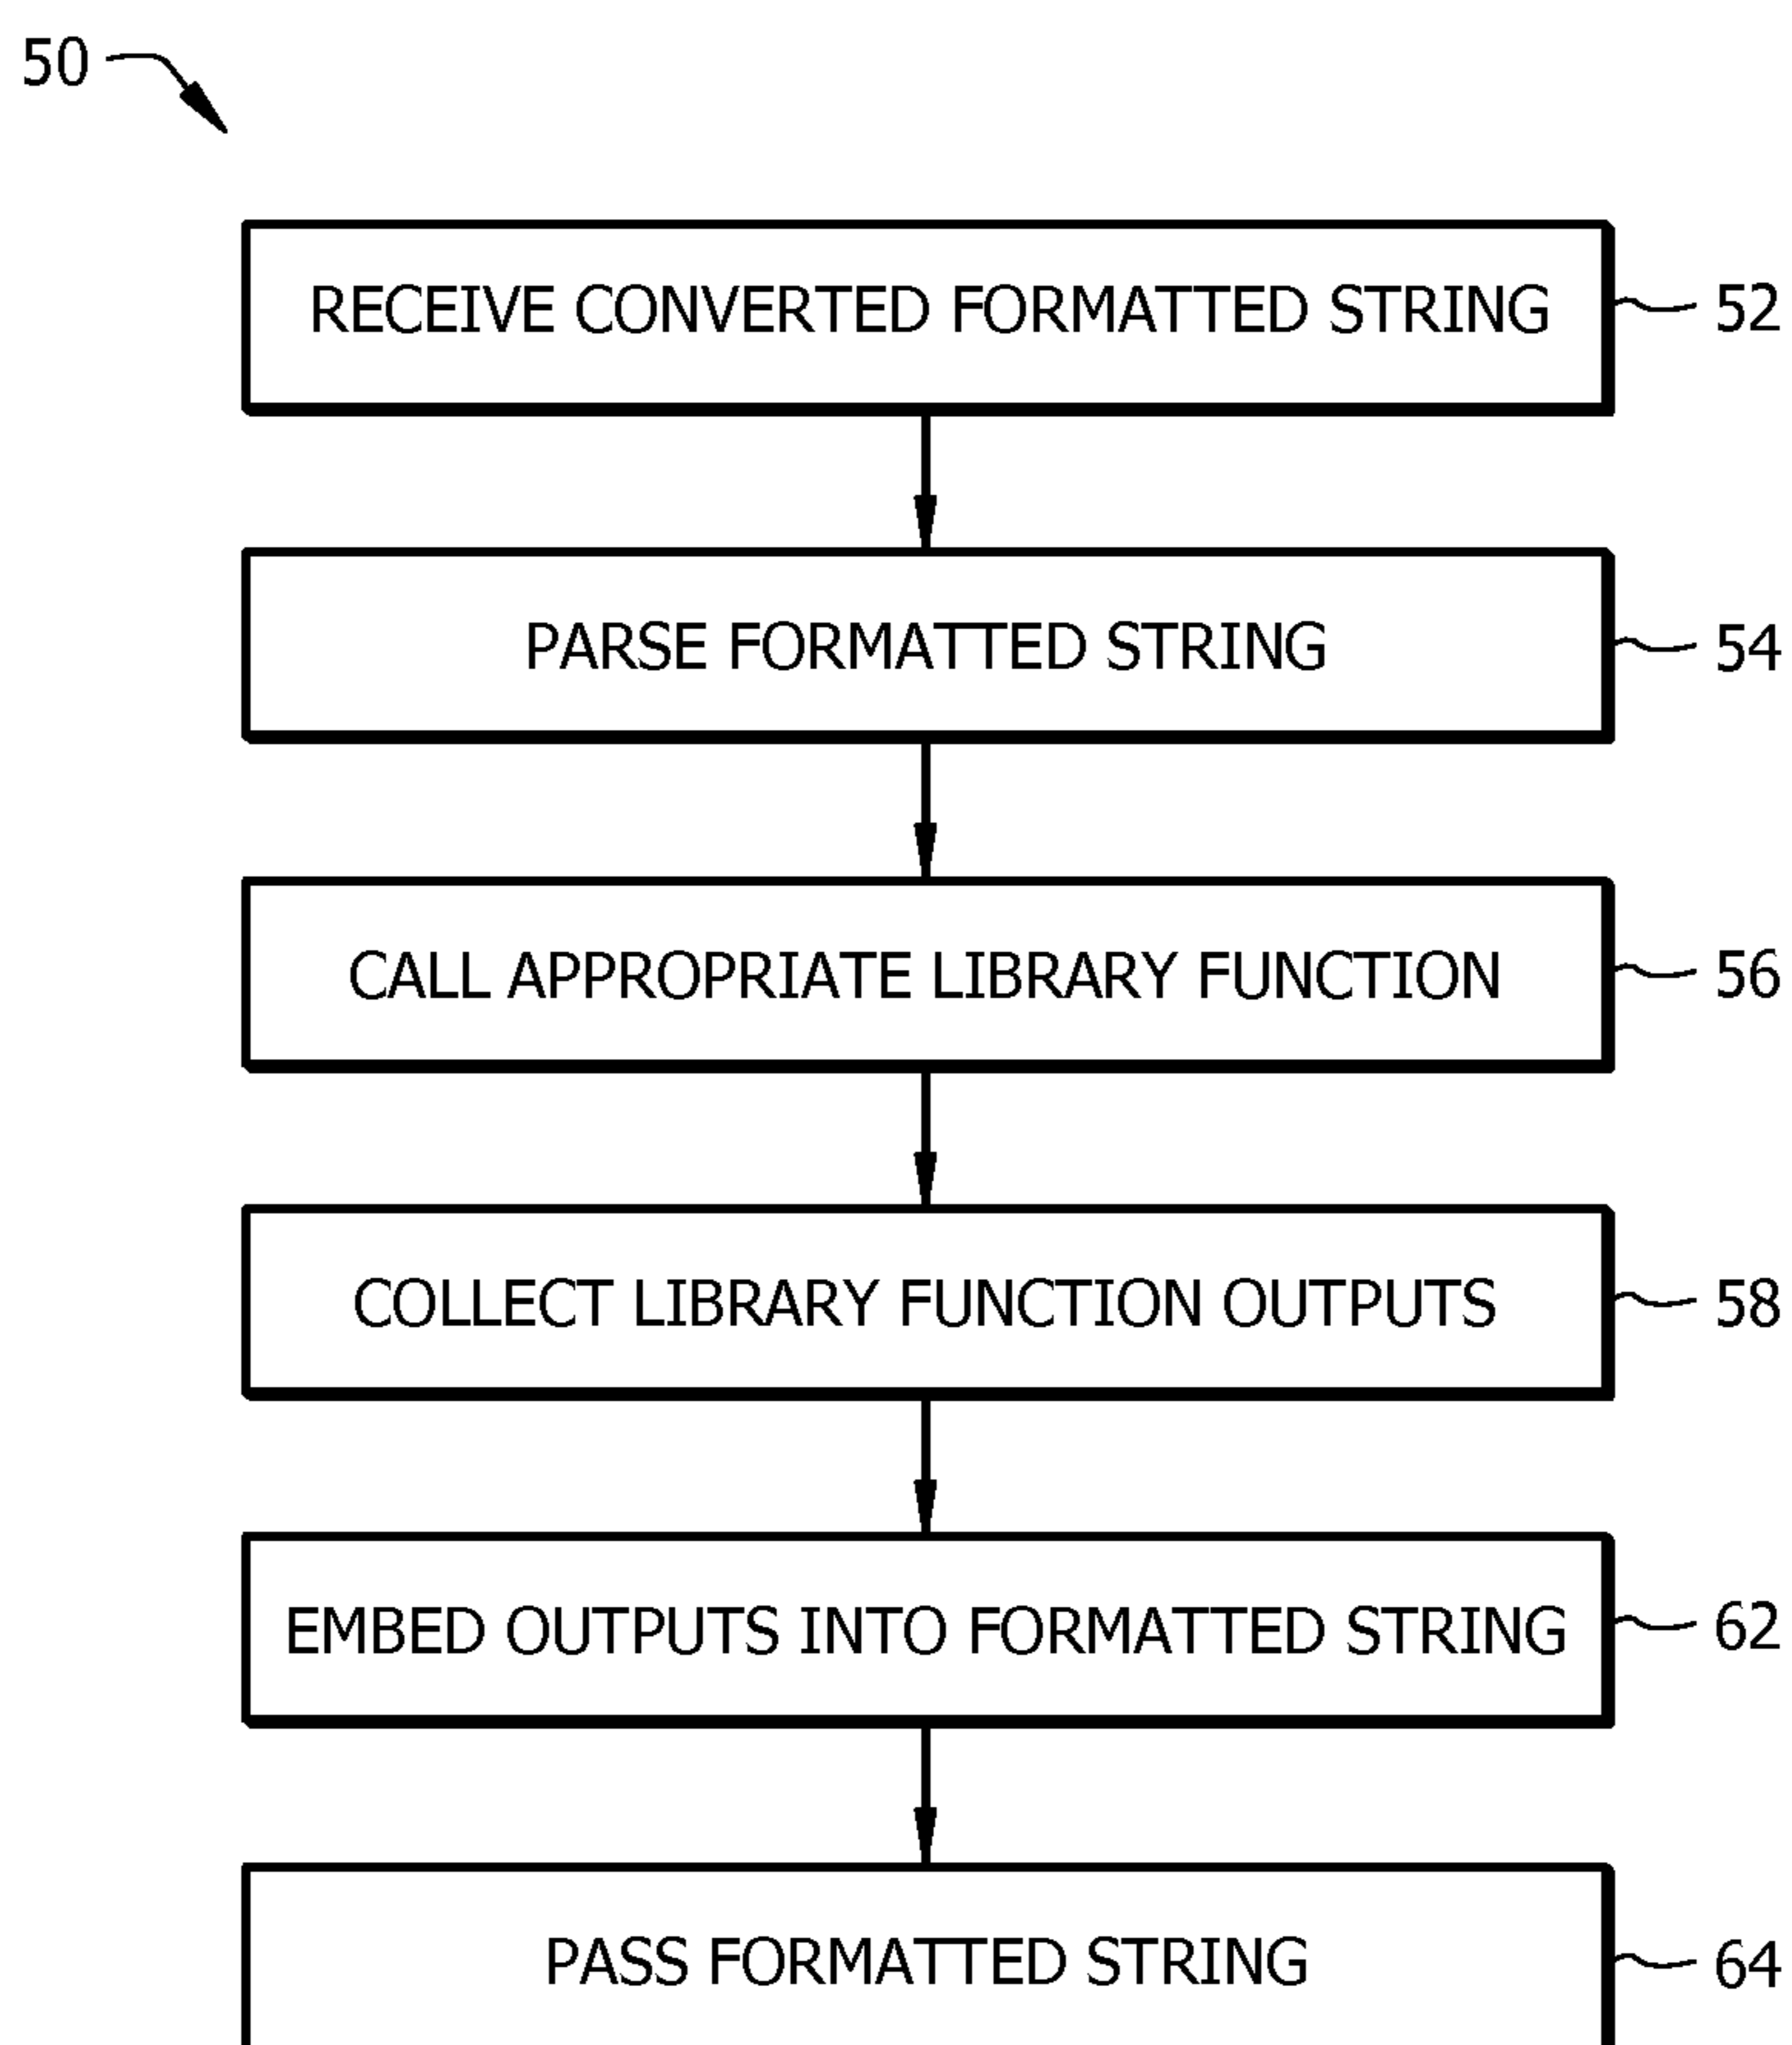 50
RECEIVE CONVERTED FORMATTED STRING
52
PARSE FORMATTED STRING
54
CALL APPROPRIATE LIBRARY FUNCTION
56
COLLECT LIBRARY FUNCTION OUTPUTS
58
EMBED OUTPUTS INTO FORMATTED STRING
62
PASS FORMATTED STRING
64